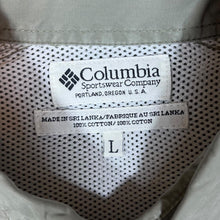 Columbia
Sportswear Company
PORTLAND, OREGON U.S.A.
MADE IN SRI LANKA/FABRIQUE AU SRI LANKA
100% COTTON/100% COTON
L